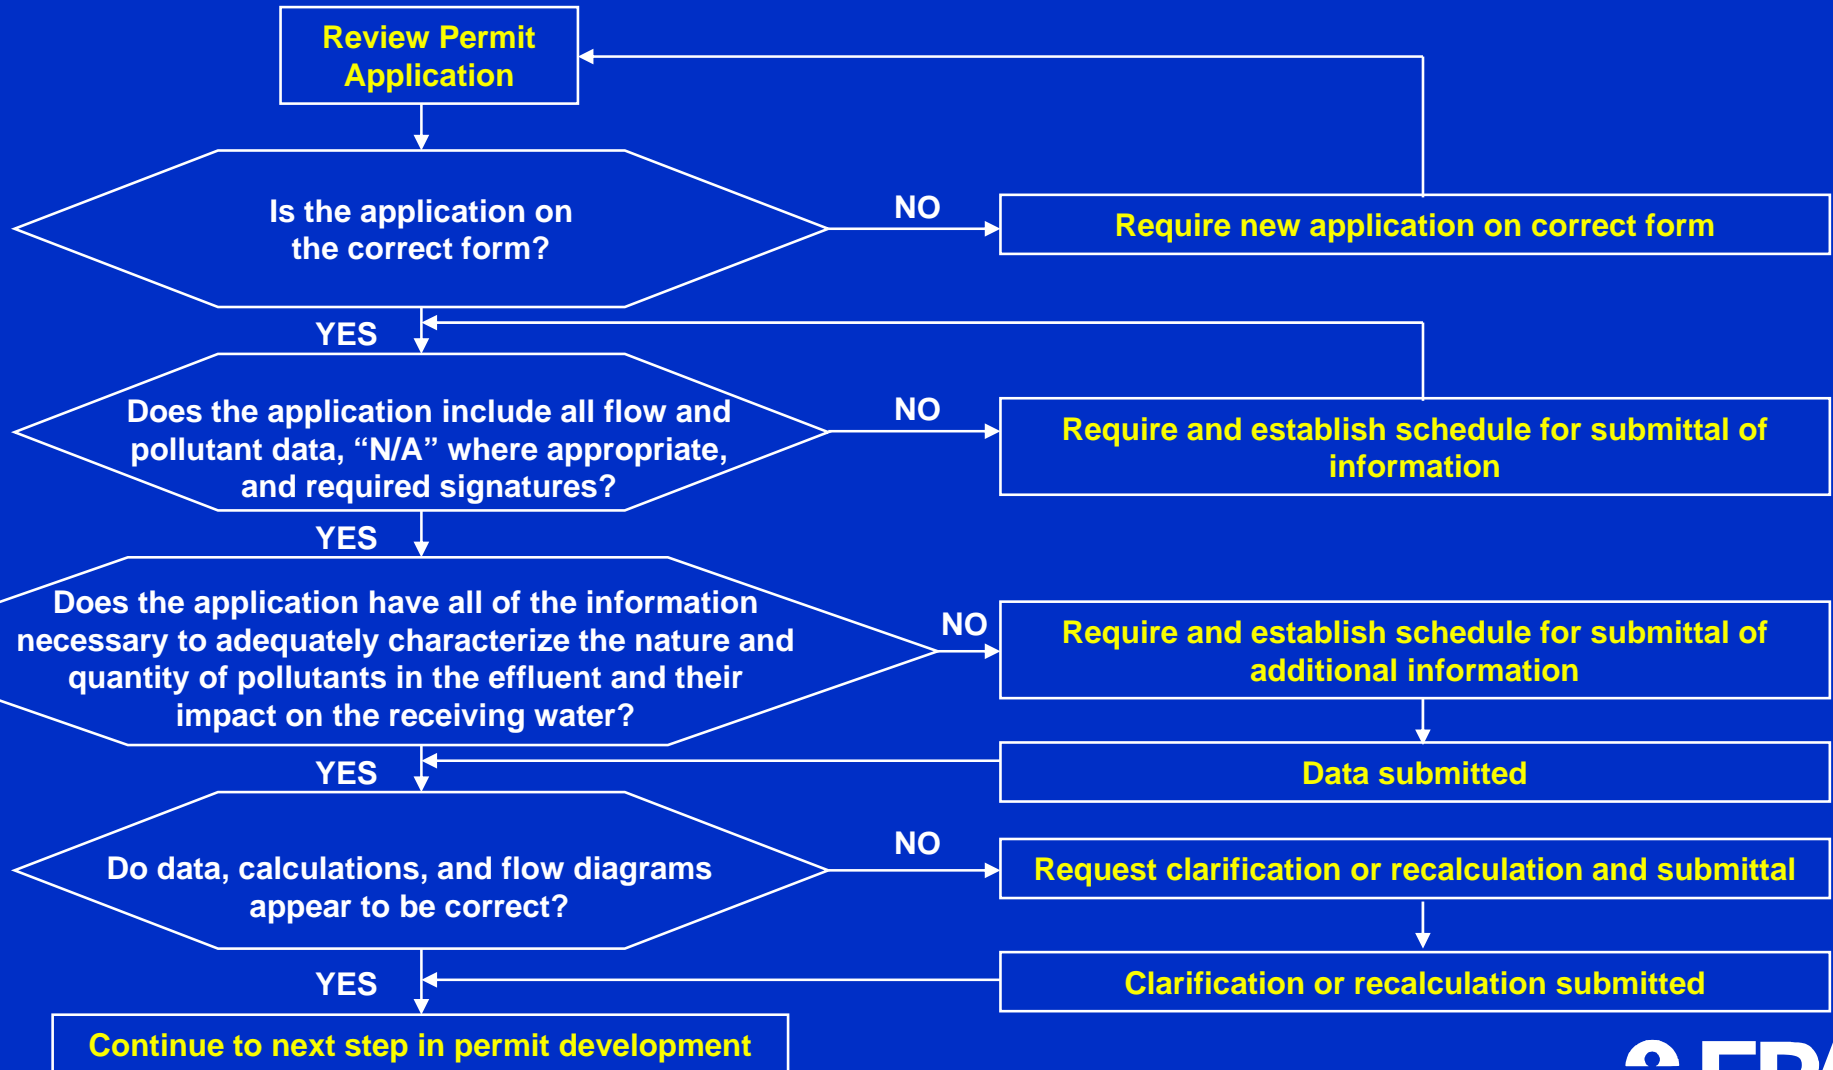 Review Permit
Application
Is the application on
the correct form?
NO
Require new application on correct form
YES
Does the application include all flow and
pollutant data, “N/A” where appropriate,
and required signatures?
NO
Require and establish schedule for submittal of
information
YES
Does the application have all of the information
necessary to adequately characterize the nature and
quantity of pollutants in the effluent and their
impact on the receiving water?
NO
Require and establish schedule for submittal of
additional information
Data submitted
YES
Do data, calculations, and flow diagrams
appear to be correct?
NO
Request clarification or recalculation and submittal
Clarification or recalculation submitted
YES
Continue to next step in permit development